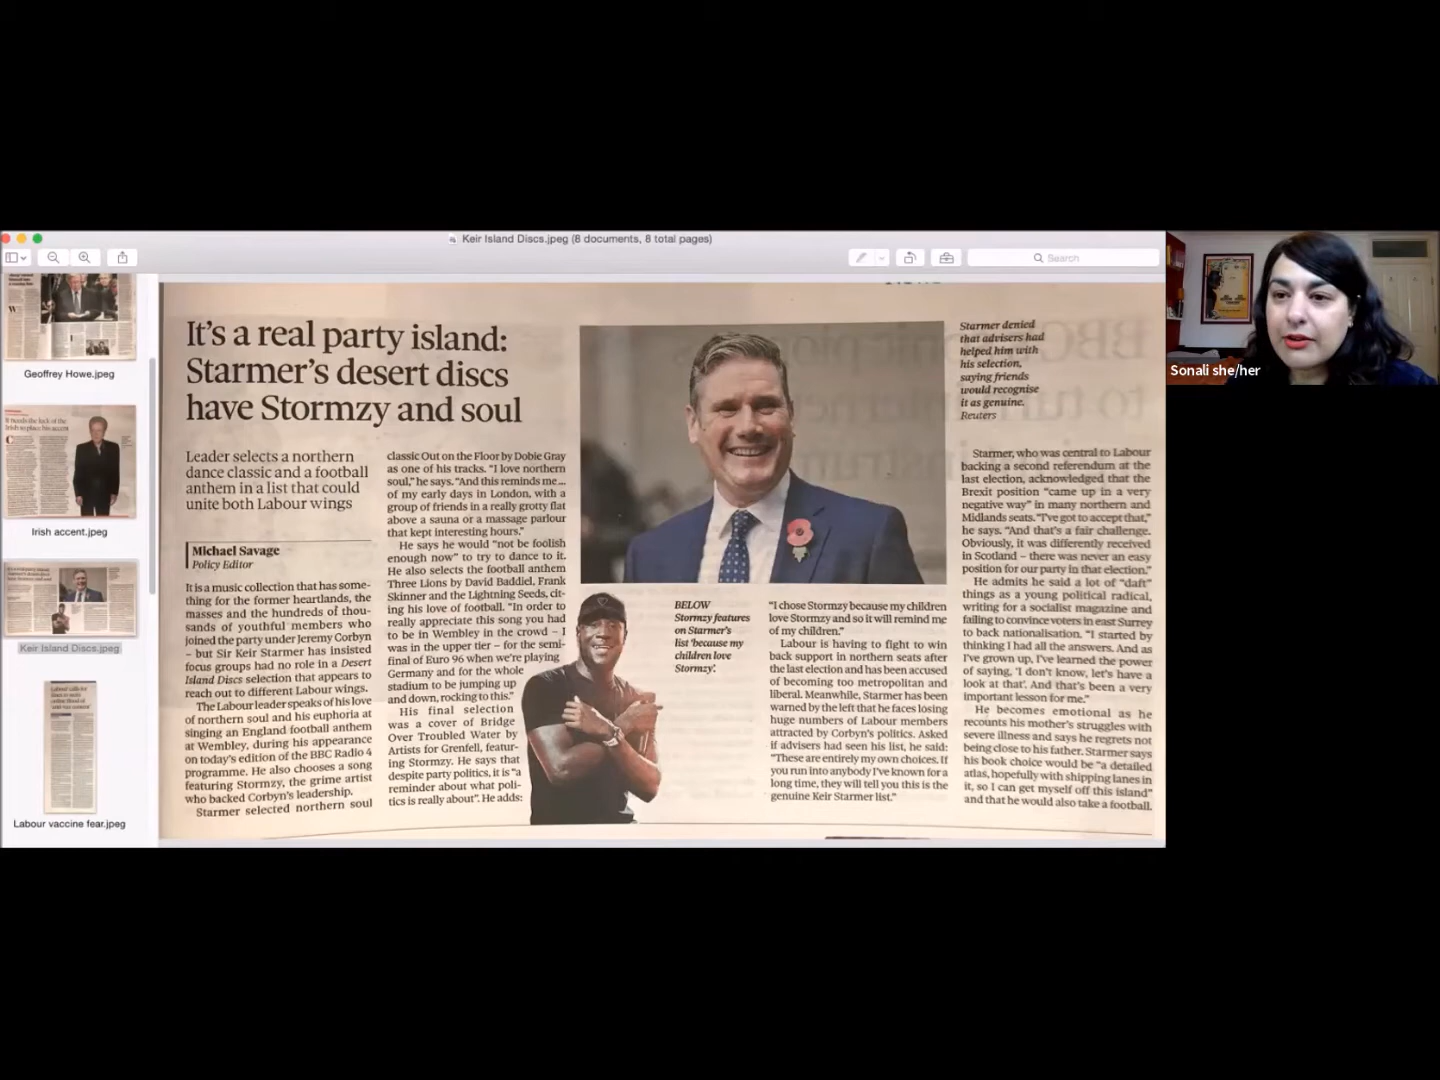 Keir Island Discs.jpeg (8 documents, 8 total pages)
Search
Geoffrey Howe.jpeg
It needs the luck of the
Irish to place his accent
Irish accent.jpeg
Keir Island Discs.jpeg
Labour vaccine fear.jpeg
It's a real party island:
Starmer's desert discs
have Stormzy and soul
Leader selects a northern
dance classic and a football
anthem in a list that could
unite both Labour wings
Michael Savage
Policy Editor
It is a music collection that has some-
thing for the former heartlands, the
masses and the hundreds of thou-
sands of youthful members who
joined the party under Jeremy Corbyn
– but Sir Keir Starmer has insisted
focus groups had no role in a Desert
Island Discs selection that appears to
reach out to different Labour wings.
The Labour leader speaks of his love
of northern soul and his euphoria at
singing an England football anthem
at Wembley, during his appearance
on today's edition of the BBC Radio 4
programme. He also chooses a song
featuring Stormzy, the grime artist
who backed Corbyn's leadership.
Starmer selected northern soul
classic Out on the Floor by Dobie Gray
as one of his tracks. "I love northern
soul," he says. "And this reminds me ...
of my early days in London, with a
group of friends in a really grotty flat
above a sauna or a massage parlour
that kept interesting hours."
He says he would "not be foolish
enough now" to try to dance to it.
He also selects the football anthem
Three Lions by David Baddiel, Frank
Skinner and the Lightning Seeds, cit-
ing his love of football. "In order to
really appreciate this song you had
to be in Wembley in the crowd – I
was in the upper tier – for the semi-
final of Euro 96 when we're playing
Germany and for the whole
stadium to be jumping up
and down, rocking to this."
His final selection
was a cover of Bridge
Over Troubled Water by
Artists for Grenfell, featur-
ing Stormzy. He says that
despite party politics, it is "a
reminder about what poli-
tics is really about". He adds:
BELOW
Stormzy features
on Starmer's
list 'because my
children love
Stormzy'.
"I chose Stormzy because my children
love Stormzy and so it will remind me
of my children."
Labour is having to fight to win
back support in northern seats after
the last election and has been accused
of becoming too metropolitan and
liberal. Meanwhile, Starmer has been
warned by the left that he faces losing
huge numbers of Labour members
attracted by Corbyn's politics. Asked
if advisers had seen his list, he said:
"These are entirely my own choices. If
you run into anybody I've known for a
long time, they will tell you this is the
genuine Keir Starmer list."
Starmer denied
that advisers had
helped him with
his selection,
saying friends
would recognise
it as genuine.
Reuters
Starmer, who was central to Labour
backing a second referendum at the
last election, acknowledged that the
Brexit position "came up in a very
negative way" in many northern and
Midlands seats. "I've got to accept that,"
he says. "And that's a fair challenge.
Obviously, it was differently received
in Scotland – there was never an easy
position for our party in that election."
He admits he said a lot of "daft"
things as a young political radical,
writing for a socialist magazine and
failing to convince voters in east Surrey
to back nationalisation. "I started by
thinking I had all the answers. And as
I've grown up, I've learned the power
of saying, 'I don't know, let's have a
look at that'. And that's been a very
important lesson for me."
He becomes emotional as he
recounts his mother's struggles with
severe illness and says he regrets not
being close to his father. Starmer says
his book choice would be "a detailed
atlas, hopefully with shipping lanes in
it, so I can get myself off this island"
and that he would also take a football.
Sonali she/her